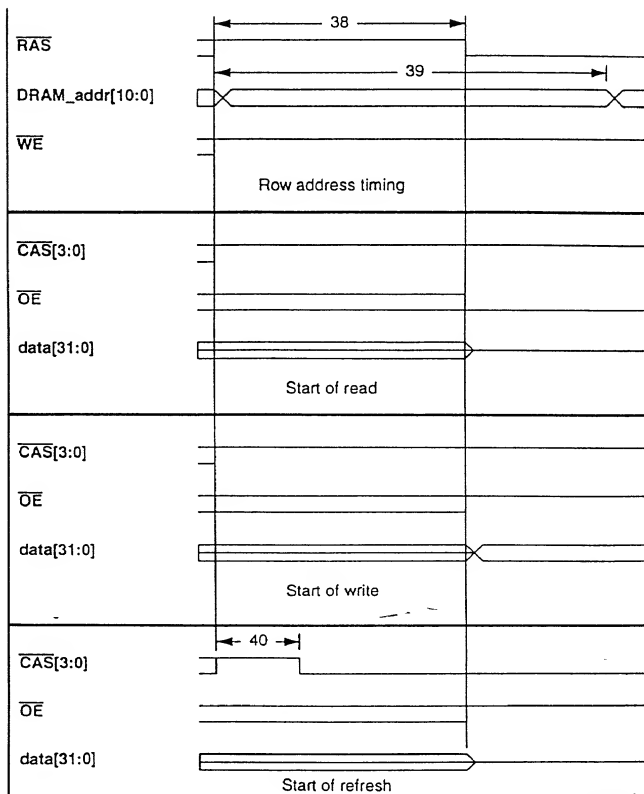 38
RAS
39
DRAM_addr[10:0]
WE
Row address timing
CAS[3:0]
OE
data[31:0]
Start of read
CAS[3:0]
OE
data[31:0]
Start of write
40
CAS[3:0]
OE
data[31:0]
Start of refresh